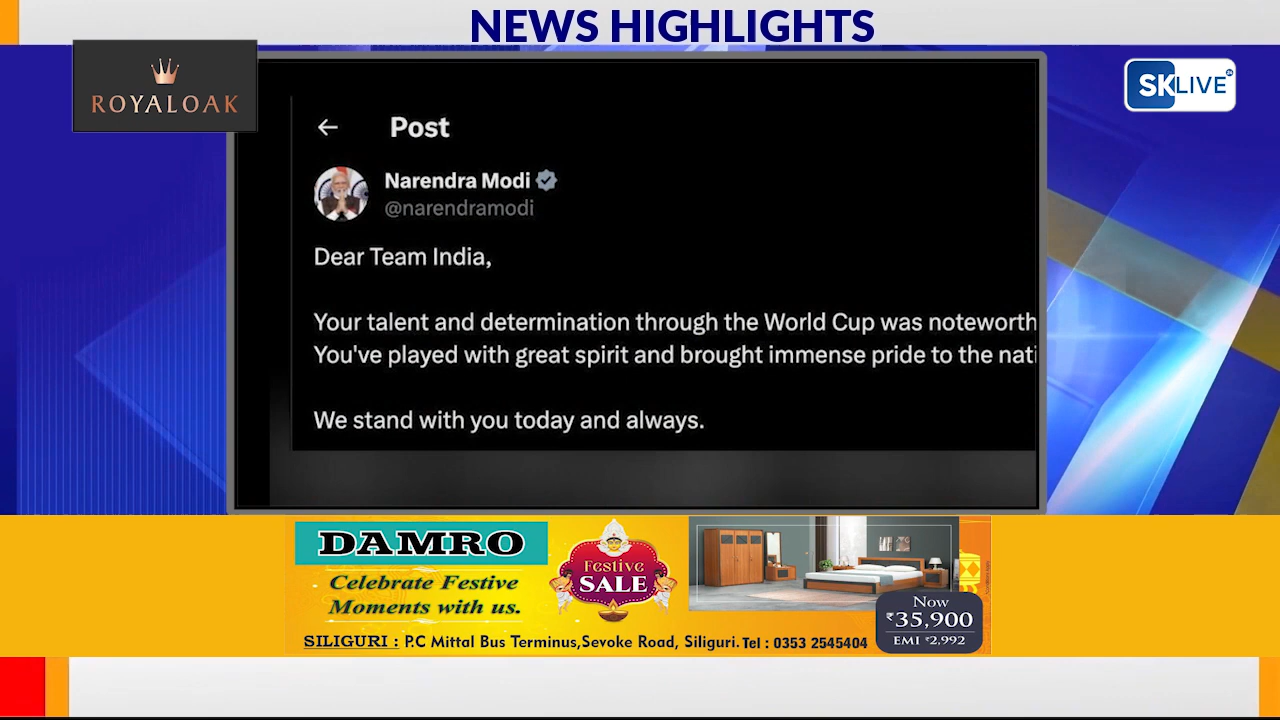 NEWS HIGHLIGHTS
ROYALOAK
SKLIVE
Post
Narendra Modi
@narendramodi
Dear Team India,
Your talent and determination through the World Cup was noteworth
You've played with great spirit and brought immense pride to the nati
We stand with you today and always.
DAMRO
Celebrate Festive
Moments with us.
Festive
SALE
Now
₹35,900
EMI ₹2,992
SILIGURI : P.C Mittal Bus Terminus,Sevoke Road, Siliguri. Tel : 0353 2545404